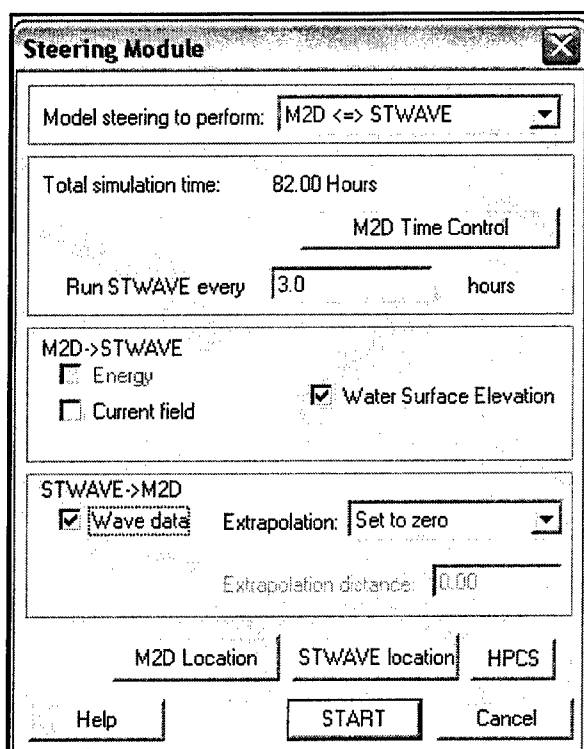 Steering Module
Model steering to perform: M2D <=> STWAVE
Total simulation time: 82.00 Hours
M2D Time Control
Run STWAVE every 3.0 hours
M2D->STWAVE
Energy
Current field
Water Surface Elevation
STWAVE->M2D
Wave data Extrapolation: Set to zero
Extrapolation distance: 0.00
M2D Location STWAVE location HPCS
Help START Cancel